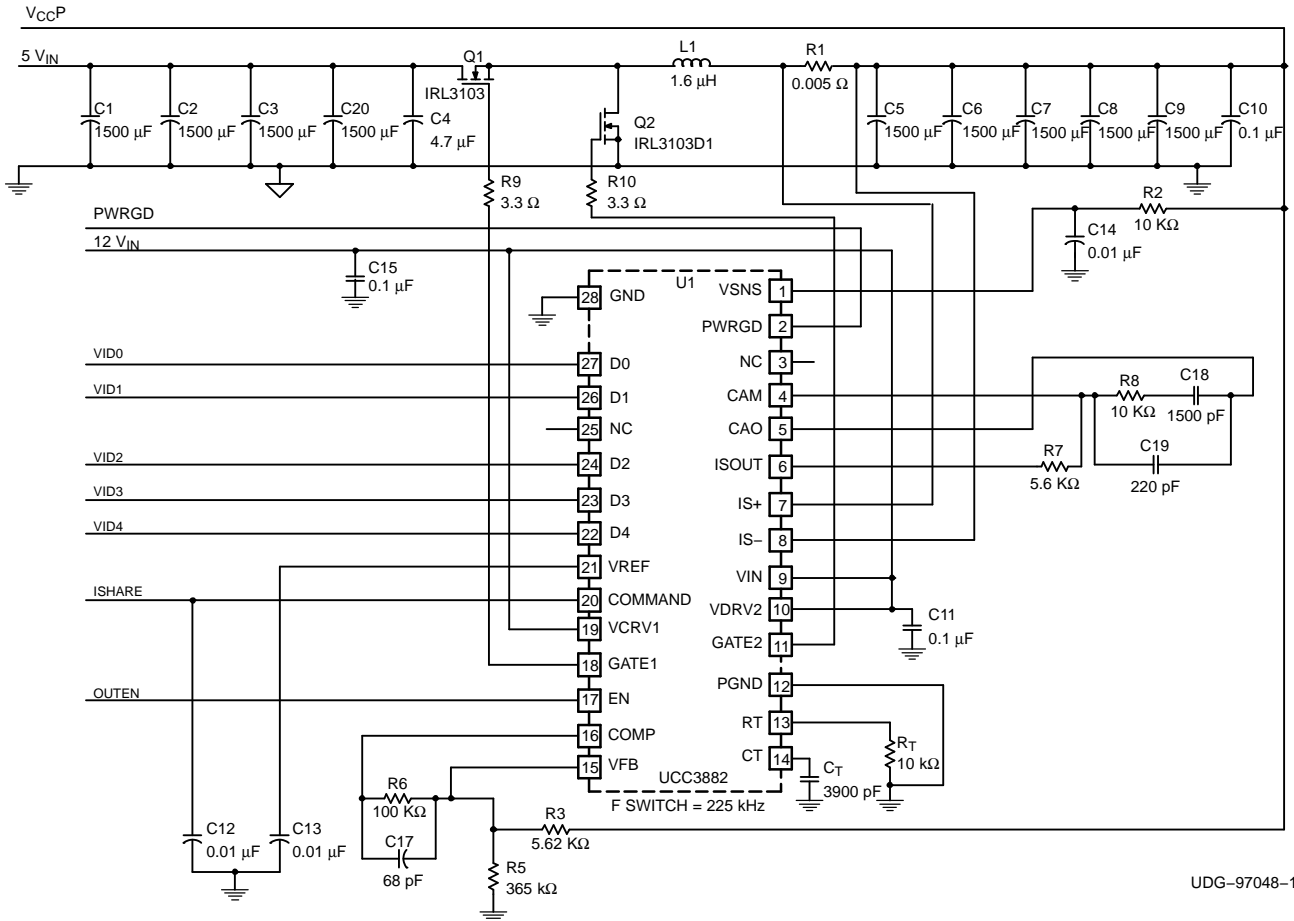 VCCP
5 VIN
Q1
IRL3103
L1
1.6 μH
R1
0.005 Ω
C1
1500 μF
C2
1500 μF
C3
1500 μF
C20
1500 μF
C4
4.7 μF
Q2
IRL3103D1
C5
1500 μF
C6
1500 μF
C7
1500 μF
C8
1500 μF
C9
1500 μF
C10
0.1 μF
R9
3.3 Ω
R10
3.3 Ω
R2
10 KΩ
C14
0.01 μF
PWRGD
12 VIN
C15
0.1 μF
U1
28 GND
VSNS 1
PWRGD 2
VID0
27 D0
NC 3
VID1
26 D1
CAM 4
R8
10 KΩ
C18
1500 pF
25 NC
CAO 5
C19
220 pF
VID2
24 D2
ISOUT 6
R7
5.6 KΩ
VID3
23 D3
IS+ 7
VID4
22 D4
IS− 8
21 VREF
VIN 9
ISHARE
20 COMMAND
VDRV2 10
C11
0.1 μF
19 VCRV1
GATE2 11
18 GATE1
PGND 12
OUTEN
17 EN
RT 13
RT
10 kΩ
16 COMP
CT 14
CT
3900 pF
15 VFB
UCC3882
F SWITCH = 225 kHz
R6
100 KΩ
C17
68 pF
R3
5.62 KΩ
C12
0.01 μF
C13
0.01 μF
R5
365 kΩ
UDG−97048−1